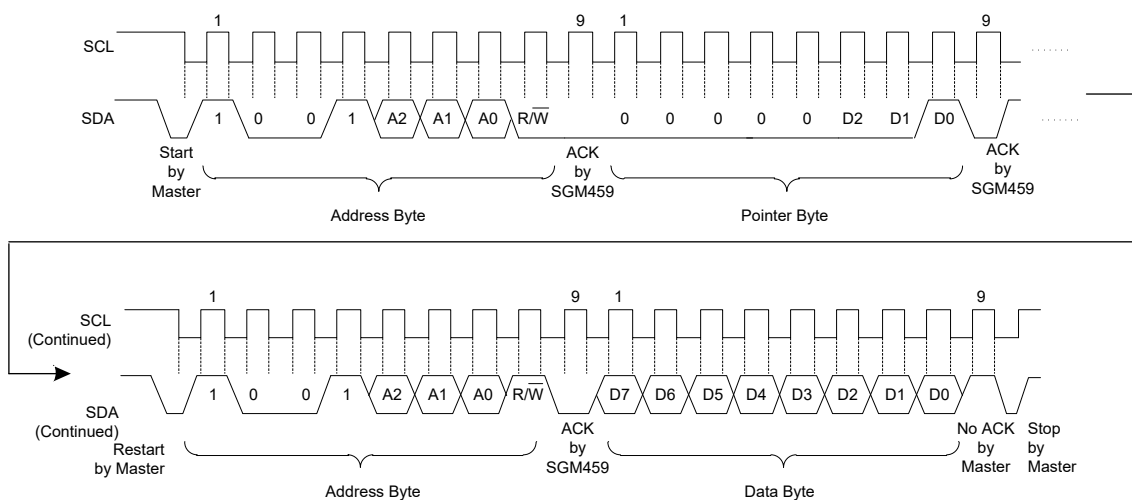 1 9 1 9
SCL
SDA
1 0 0 1 A2 A1 A0 R/W̅ 0 0 0 0 0 D2 D1 D0
Start
by
Master
ACK
by
SGM459
ACK
by
SGM459
Address Byte
Pointer Byte
1 9 1 9
SCL
(Continued)
SDA
(Continued)
1 0 0 1 A2 A1 A0 R/W̅ D7 D6 D5 D4 D3 D2 D1 D0
Restart
by Master
ACK
by
SGM459
No ACK
by
Master
Stop
by
Master
Address Byte
Data Byte